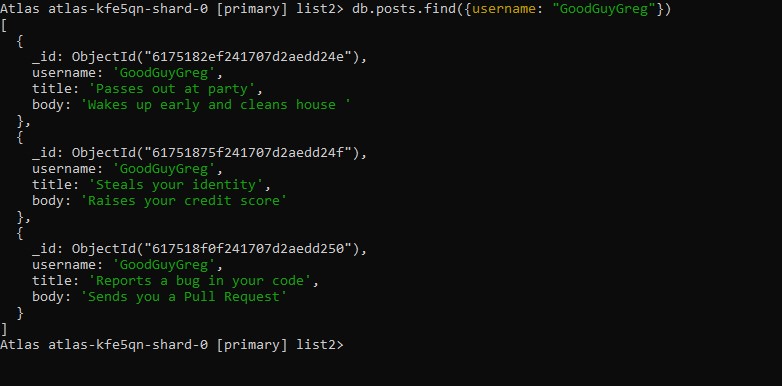 Atlas atlas-kfe5qn-shard-0 [primary] list2> db.posts.find({username: "GoodGuyGreg"})
[
  {
    _id: ObjectId("6175182ef241707d2aedd24e"),
    username: 'GoodGuyGreg',
    title: 'Passes out at party',
    body: 'Wakes up early and cleans house '
  },
  {
    _id: ObjectId("61751875f241707d2aedd24f"),
    username: 'GoodGuyGreg',
    title: 'Steals your identity',
    body: 'Raises your credit score'
  },
  {
    _id: ObjectId("617518f0f241707d2aedd250"),
    username: 'GoodGuyGreg',
    title: 'Reports a bug in your code',
    body: 'Sends you a Pull Request'
  }
]
Atlas atlas-kfe5qn-shard-0 [primary] list2>